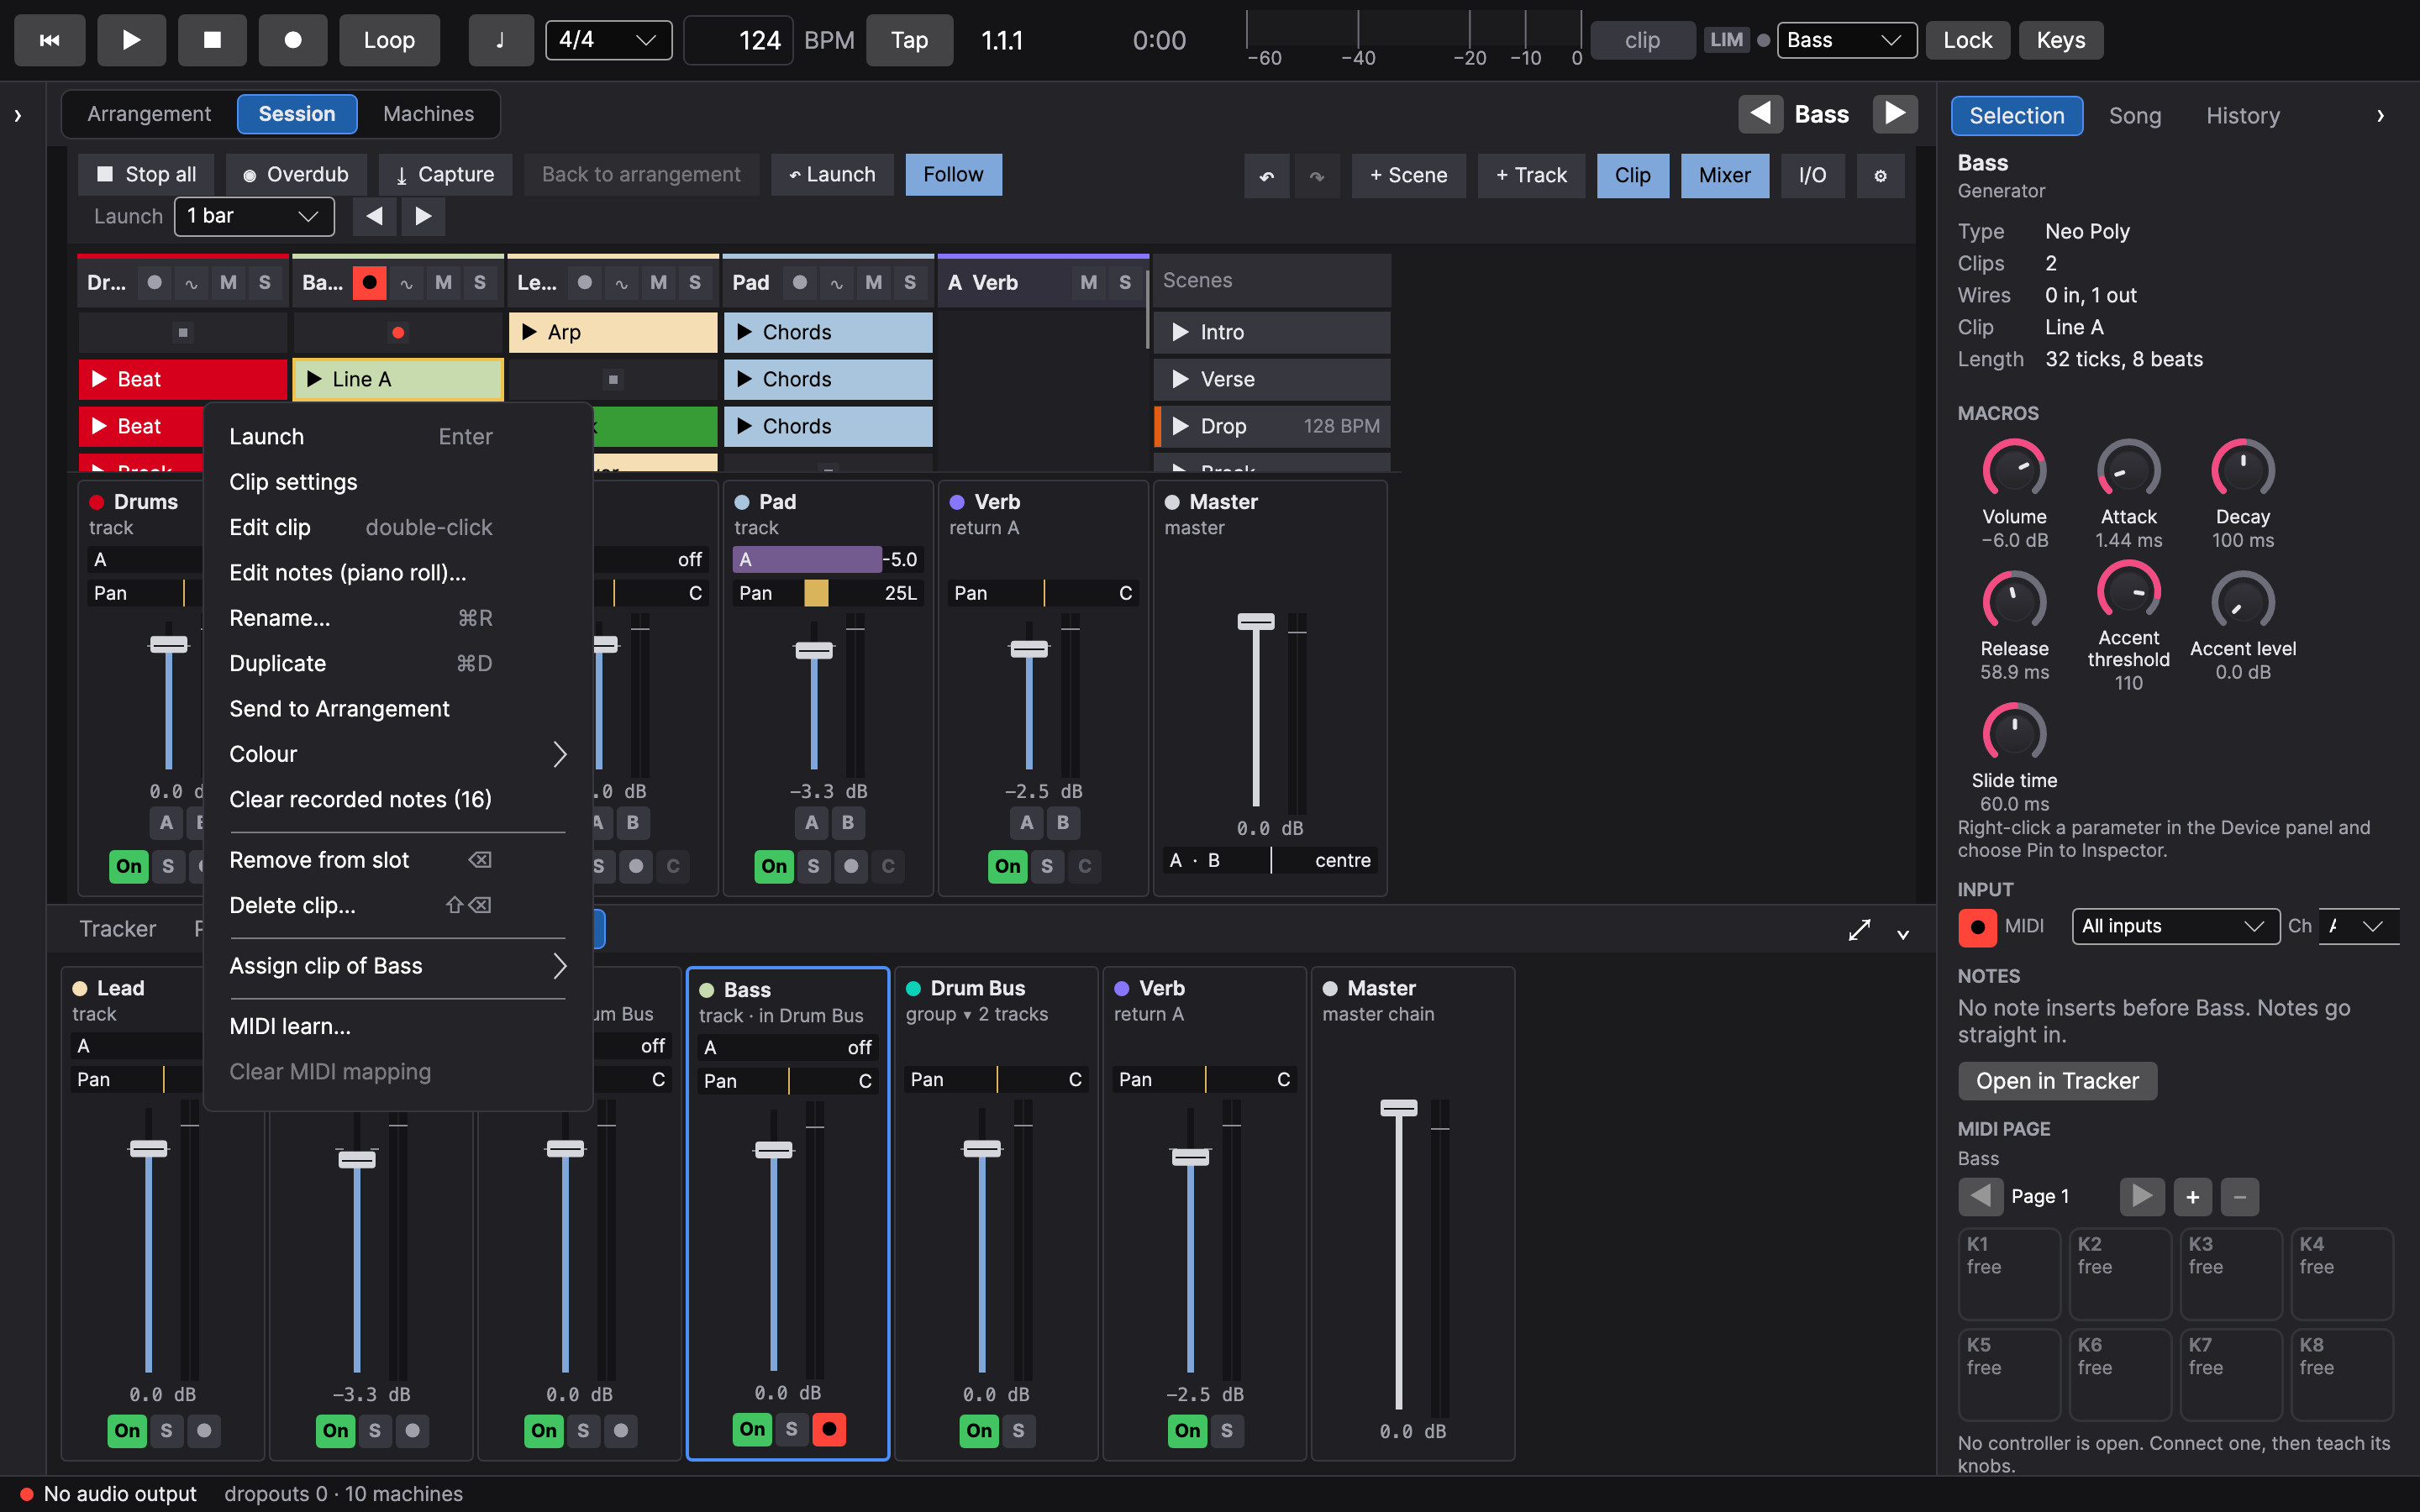 Loop
4/4
124 BPM
Tap
1.1.1
0:00
−60 −40 −20 −10 0
clip
LIM
Bass
Lock
Keys
Arrangement
Session
Machines
Bass
Stop all
Overdub
Capture
Back to arrangement
Launch
Follow
+ Scene
+ Track
Clip
Mixer
I/O
Launch
1 bar
Dr... M S
Ba... M S
Le... M S
Pad M S
A Verb M S
Scenes
Arp
Chords
Intro
Beat
Line A
Chords
Verse
Beat
Chords
Drop 128 BPM
Launch Enter
Clip settings
Edit clip double-click
Edit notes (piano roll)...
Rename... ⌘R
Duplicate ⌘D
Send to Arrangement
Colour
Clear recorded notes (16)
Remove from slot ⌫
Delete clip... ⇧⌫
Assign clip of Bass
MIDI learn...
Clear MIDI mapping
Drums
track
A
Pan
0.0
A
On S
off
C
dB
B
S C
Pad
track
A -5.0
Pan 25L
−3.3 dB
A B
On S C
Verb
return A
Pan C
−2.5 dB
A B
On S C
Master
master
0.0 dB
A · B centre
Tracker
Lead
track
A
Pan
0.0 dB
On S
−3.3 dB
On S
um Bus
off
C
0.0 dB
On S
Bass
track · in Drum Bus
A off
Pan C
0.0 dB
On S
Drum Bus
group ▾ 2 tracks
Pan C
0.0 dB
On S
Verb
return A
Pan C
−2.5 dB
On S
Master
master chain
0.0 dB
Selection
Song
History
Bass
Generator
Type Neo Poly
Clips 2
Wires 0 in, 1 out
Clip Line A
Length 32 ticks, 8 beats
MACROS
Volume
−6.0 dB
Attack
1.44 ms
Decay
100 ms
Release
58.9 ms
Accent
threshold
110
Accent level
0.0 dB
Slide time
60.0 ms
Right-click a parameter in the Device panel and
choose Pin to Inspector.
INPUT
MIDI
All inputs
Ch
NOTES
No note inserts before Bass. Notes go
straight in.
Open in Tracker
MIDI PAGE
Bass
Page 1
+
−
K1
free
K2
free
K3
free
K4
free
K5
free
K6
free
K7
free
K8
free
No controller is open. Connect one, then teach its
knobs.
No audio output
dropouts 0 · 10 machines